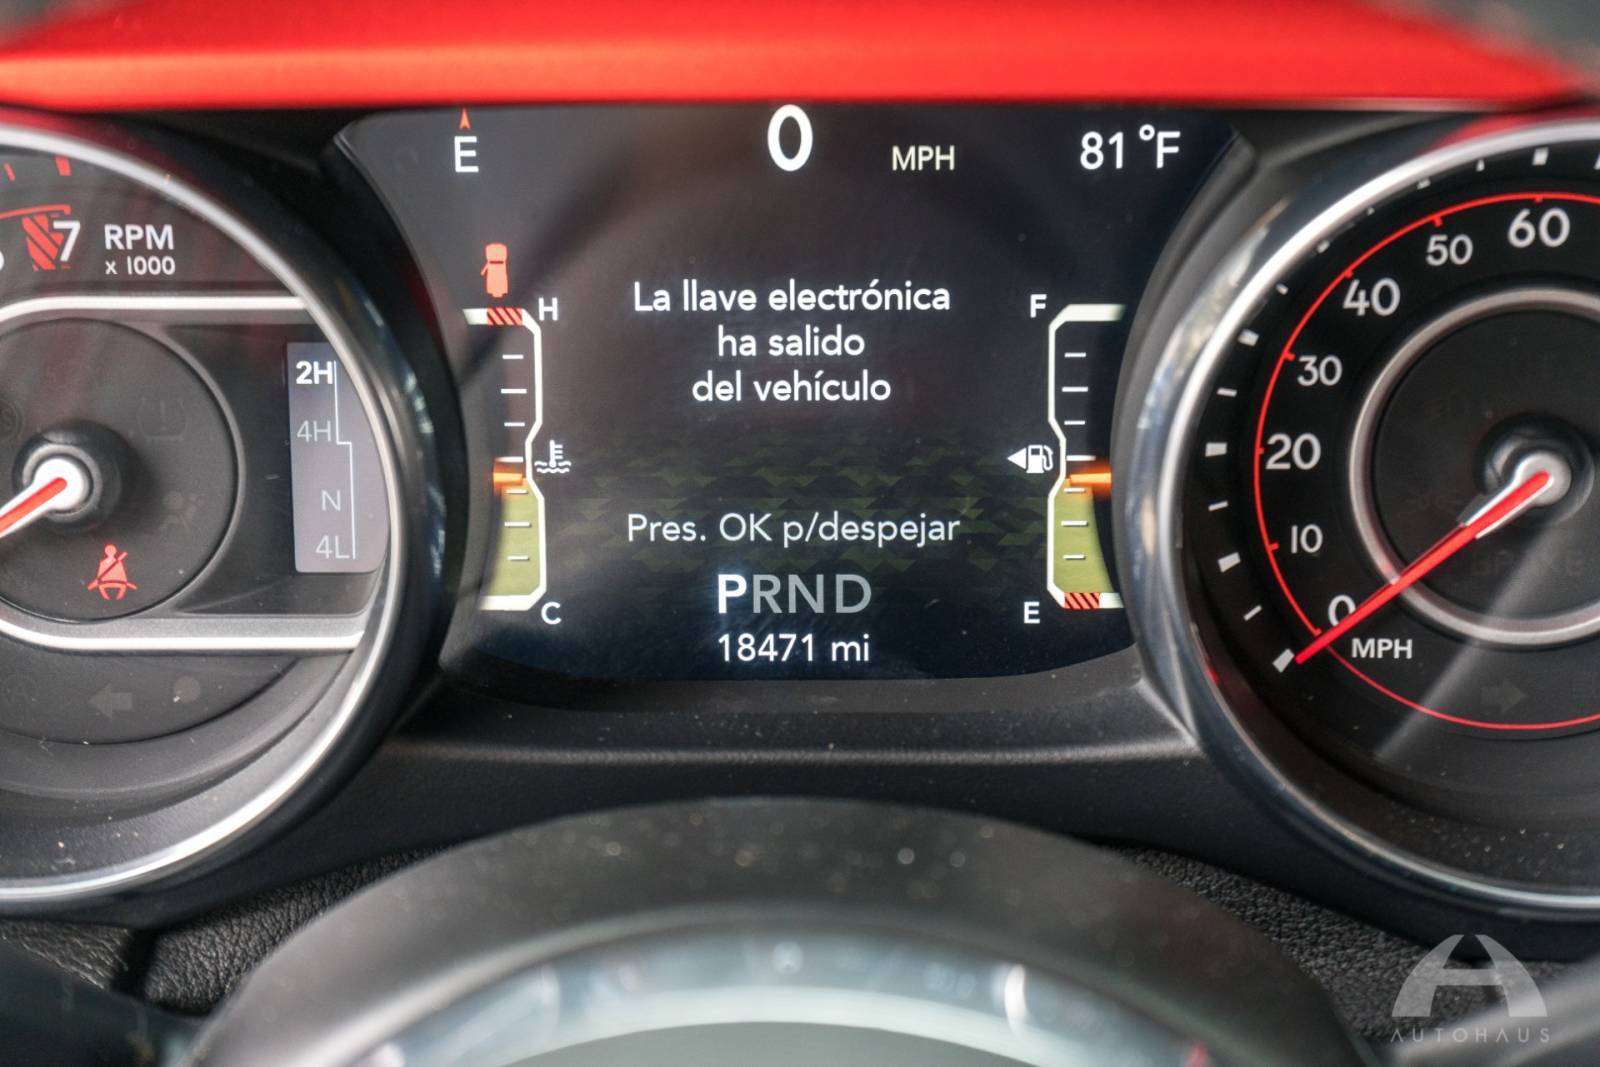 E
0 MPH
81 °F
7
RPM
x 1000
2H
4H
N
4L
H
C
La llave electrónica
ha salido
del vehículo
Pres. OK p/despejar
PRND
18471 mi
F
E
60
50
40
30
20
10
0
MPH
AUTOHAUS